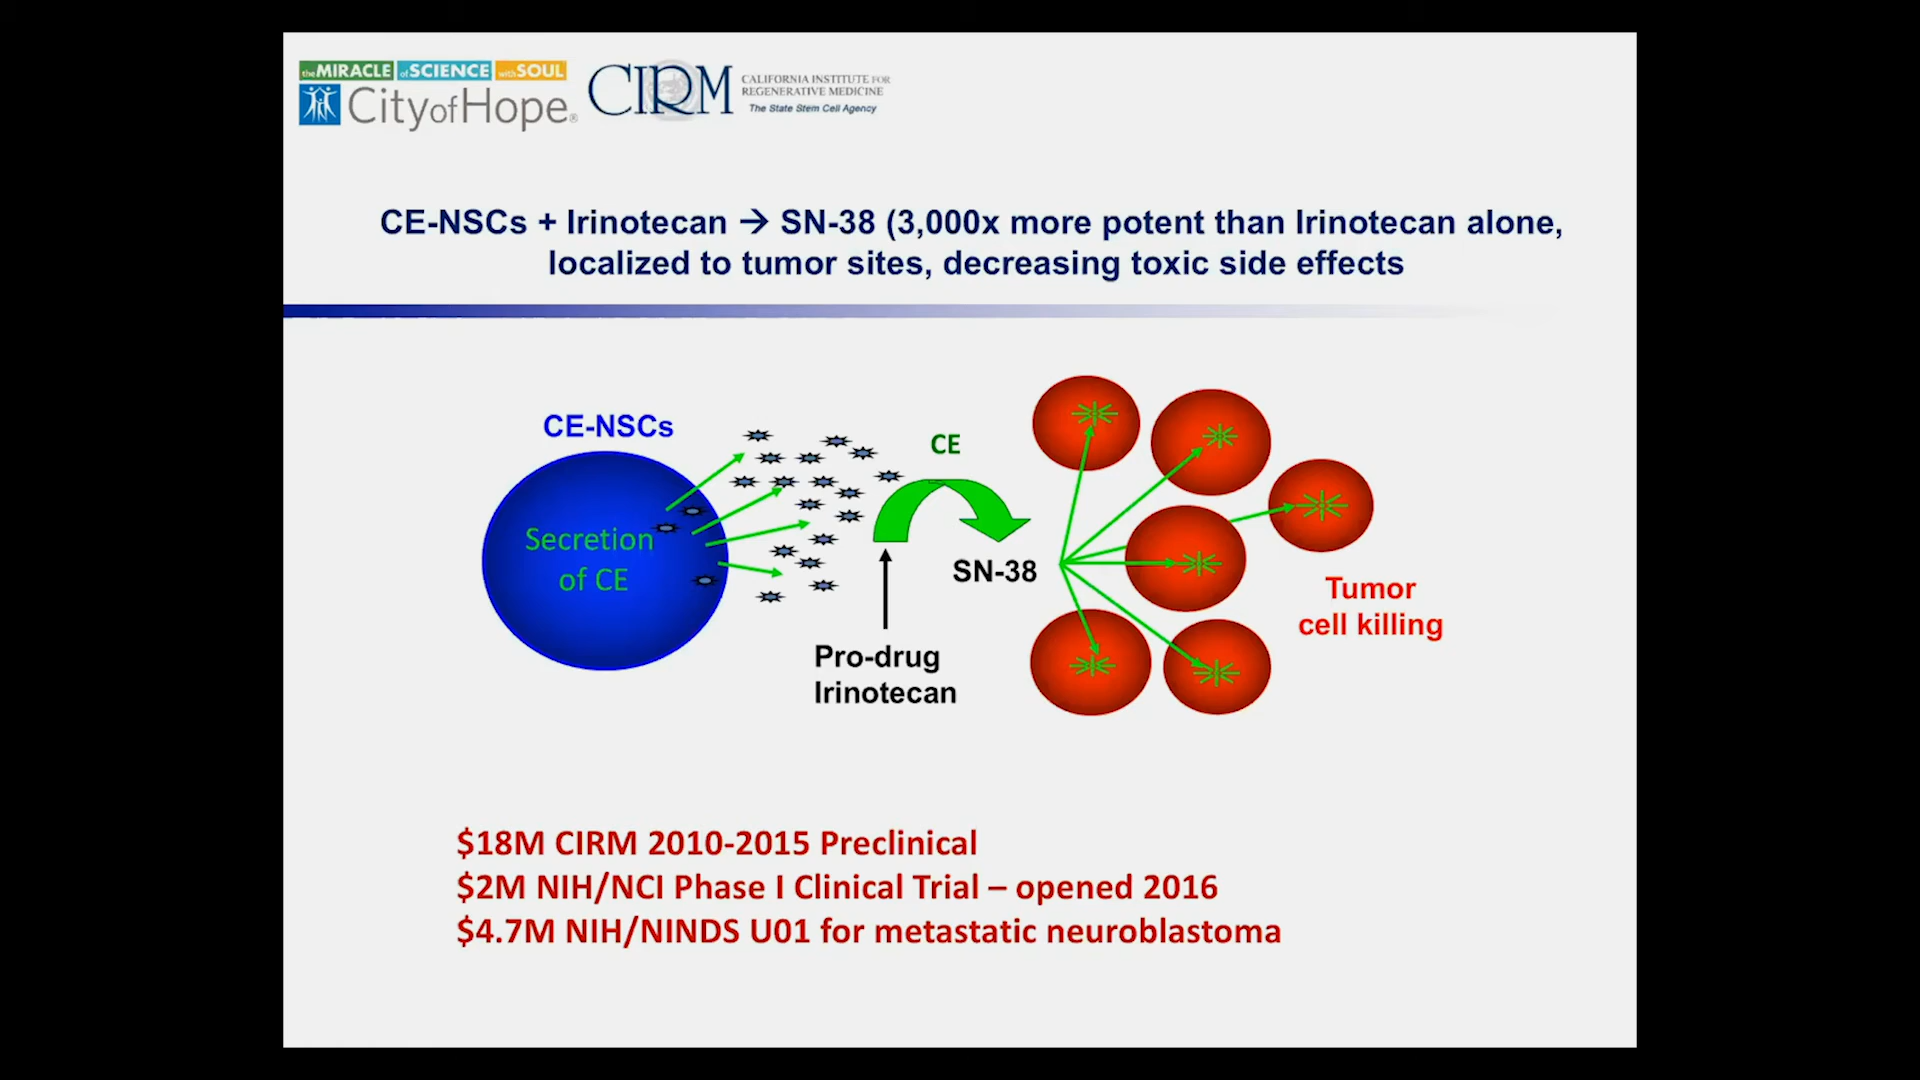 the MIRACLE of SCIENCE with SOUL
City of Hope®
CIRM
CALIFORNIA INSTITUTE FOR
REGENERATIVE MEDICINE
The State Stem Cell Agency
CE-NSCs + Irinotecan → SN-38 (3,000x more potent than Irinotecan alone,
localized to tumor sites, decreasing toxic side effects
CE-NSCs
Secretion
of CE
CE
Pro-drug
Irinotecan
SN-38
Tumor
cell killing
$18M CIRM 2010-2015 Preclinical
$2M NIH/NCI Phase I Clinical Trial – opened 2016
$4.7M NIH/NINDS U01 for metastatic neuroblastoma